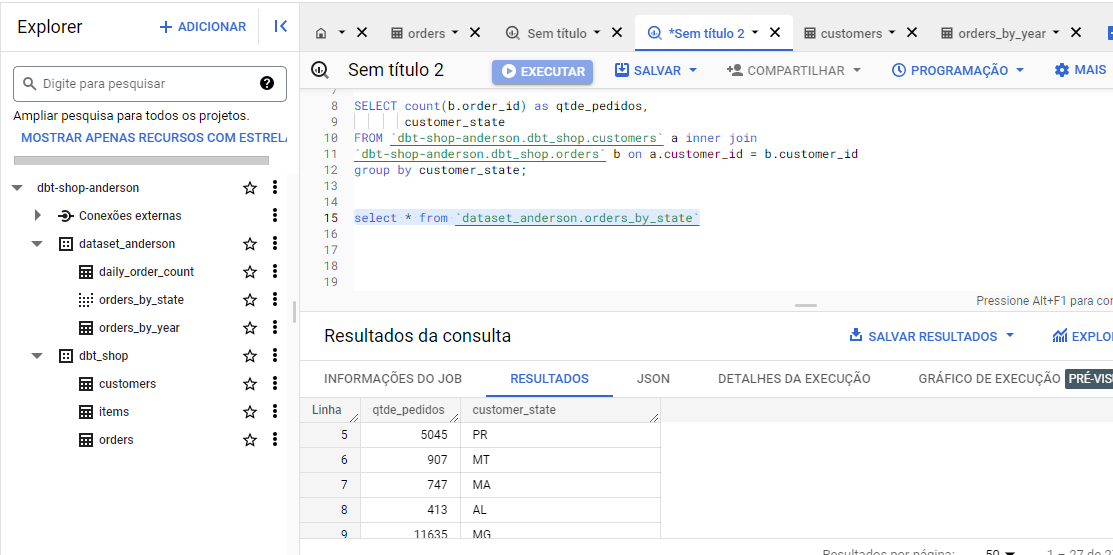 Explorer
ADICIONAR
Digite para pesquisar
Ampliar pesquisa para todos os projetos.
MOSTRAR APENAS RECURSOS COM ESTRELA
dbt-shop-anderson
Conexões externas
dataset_anderson
daily_order_count
orders_by_state
orders_by_year
dbt_shop
customers
items
orders
orders
Sem título
*Sem título 2
customers
orders_by_year
Sem título 2
EXECUTAR
SALVAR
COMPARTILHAR
PROGRAMAÇÃO
MAIS
7
8 SELECT count(b.order_id) as qtde_pedidos,
9 customer_state
10 FROM `dbt-shop-anderson.dbt_shop.customers` a inner join
11 `dbt-shop-anderson.dbt_shop.orders` b on a.customer_id = b.customer_id
12 group by customer_state;
13
14
15 select * from `dataset_anderson.orders_by_state`
16
17
18
19
Pressione Alt+F1 para
Resultados da consulta
SALVAR RESULTADOS
EXPLO
INFORMAÇÕES DO JOB
RESULTADOS
JSON
DETALHES DA EXECUÇÃO
GRÁFICO DE EXECUÇÃO
PRÉ-VIS
Linha qtde_pedidos customer_state
5 5045 PR
6 907 MT
7 747 MA
8 413 AL
9 11635 MG
Resultados por página: 50 1 – 27 de